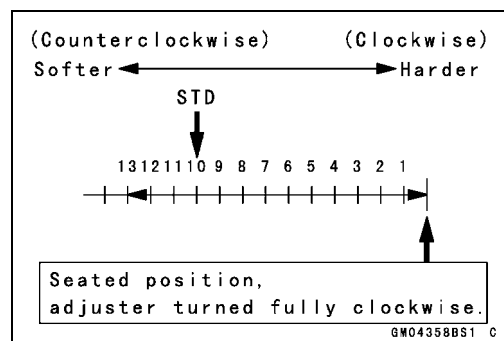 (Counterclockwise) (Clockwise)
Softer Harder
STD
13 12 11 10 9 8 7 6 5 4 3 2 1
Seated position,
adjuster turned fully clockwise.
GM04358BS1 C